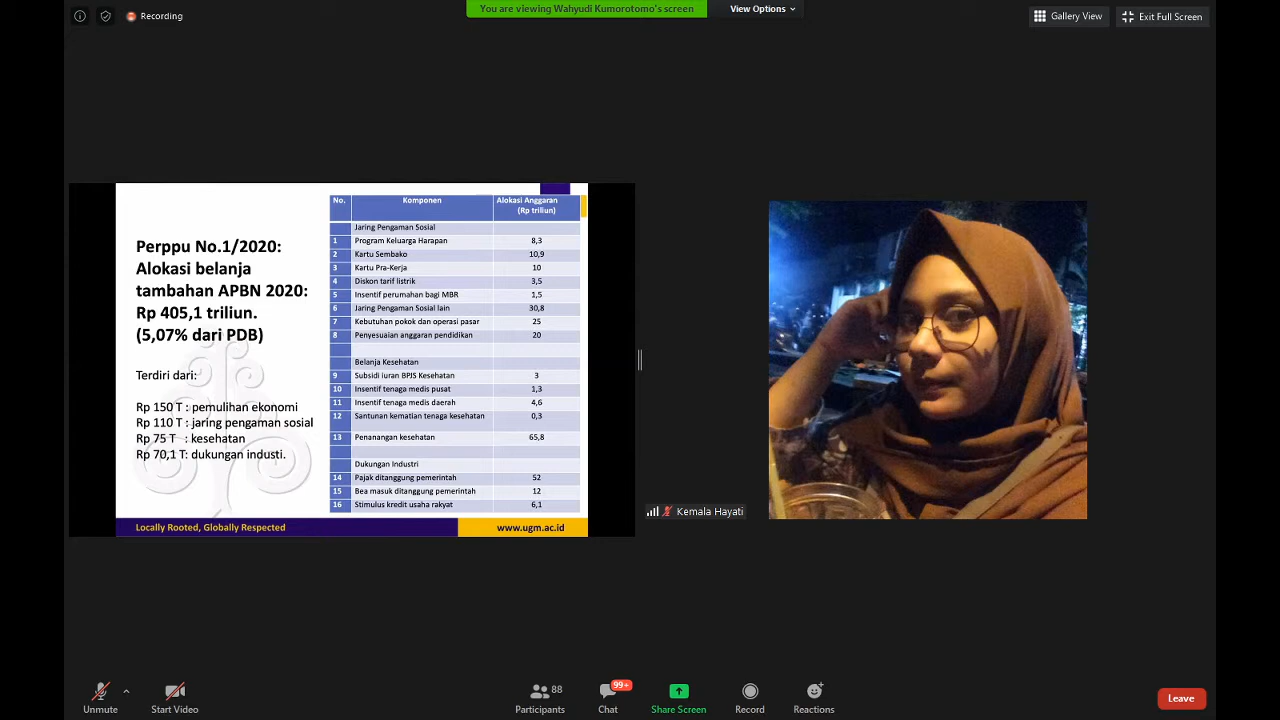 Recording
You are viewing Wahyudi Kumorotomo's screen
View Options
Gallery View
Exit Full Screen
Perppu No.1/2020:
Alokasi belanja
tambahan APBN 2020:
Rp 405,1 triliun.
(5,07% dari PDB)
Terdiri dari:
Rp 150 T : pemulihan ekonomi
Rp 110 T : jaring pengaman sosial
Rp 75 T : kesehatan
Rp 70,1 T: dukungan industi.
No. Komponen Alokasi Anggaran
(Rp triliun)
Jaring Pengaman Sosial
1 Program Keluarga Harapan 8,3
2 Kartu Sembako 10,9
3 Kartu Pra-Kerja 10
4 Diskon tarif listrik 3,5
5 Insentif perumahan bagi MBR 1,5
6 Jaring Pengaman Sosial lain 30,8
7 Kebutuhan pokok dan operasi pasar 25
8 Penyesuaian anggaran pendidikan 20
Belanja Kesehatan
9 Subsidi iuran BPJS Kesehatan 3
10 Insentif tenaga medis pusat 1,3
11 Insentif tenaga medis daerah 4,6
12 Santunan kematian tenaga kesehatan 0,3
13 Penanangan kesehatan 65,8
Dukungan Industri
14 Pajak ditanggung pemerintah 52
15 Bea masuk ditanggung pemerintah 12
16 Stimulus kredit usaha rakyat 6,1
Locally Rooted, Globally Respected
www.ugm.ac.id
Kemala Hayati
Unmute
Start Video
88
Participants
99+
Chat
Share Screen
Record
Reactions
Leave